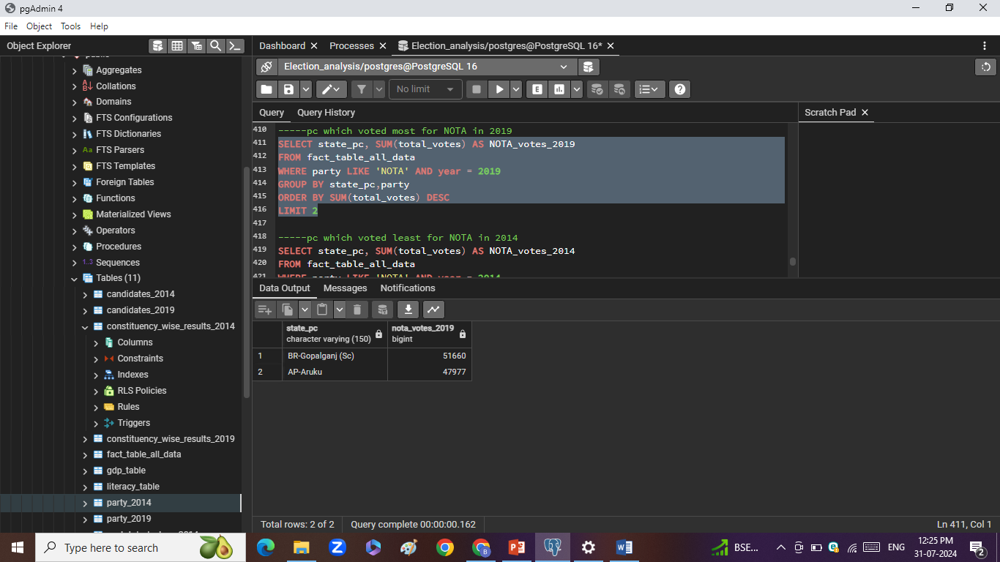 pgAdmin 4
File Object Tools Help
Object Explorer
Aggregates
Collations
Domains
FTS Configurations
FTS Dictionaries
FTS Parsers
FTS Templates
Foreign Tables
Functions
Materialized Views
Operators
Procedures
1..3 Sequences
Tables (11)
candidates_2014
candidates_2019
constituency_wise_results_2014
Columns
Constraints
Indexes
RLS Policies
Rules
Triggers
constituency_wise_results_2019
fact_table_all_data
gdp_table
literacy_table
party_2014
party_2019
Dashboard Processes Election_analysis/postgres@PostgreSQL 16*
Election_analysis/postgres@PostgreSQL 16
No limit
E
Query Query History
Scratch Pad
410 -----pc which voted most for NOTA in 2019
411 SELECT state_pc, SUM(total_votes) AS NOTA_votes_2019
412 FROM fact_table_all_data
413 WHERE party LIKE 'NOTA' AND year = 2019
414 GROUP BY state_pc,party
415 ORDER BY SUM(total_votes) DESC
416 LIMIT 2
417
418 -----pc which voted least for NOTA in 2014
419 SELECT state_pc, SUM(total_votes) AS NOTA_votes_2014
420 FROM fact_table_all_data
421 WHERE party LIKE 'NOTA' AND year = 2014
Data Output Messages Notifications
state_pc nota_votes_2019
character varying (150) bigint
1 BR-Gopalganj (Sc) 51660
2 AP-Aruku 47977
Total rows: 2 of 2 Query complete 00:00:00.162 Ln 411, Col 1
Type here to search
BSE...
ENG
12:25 PM
31-07-2024
2